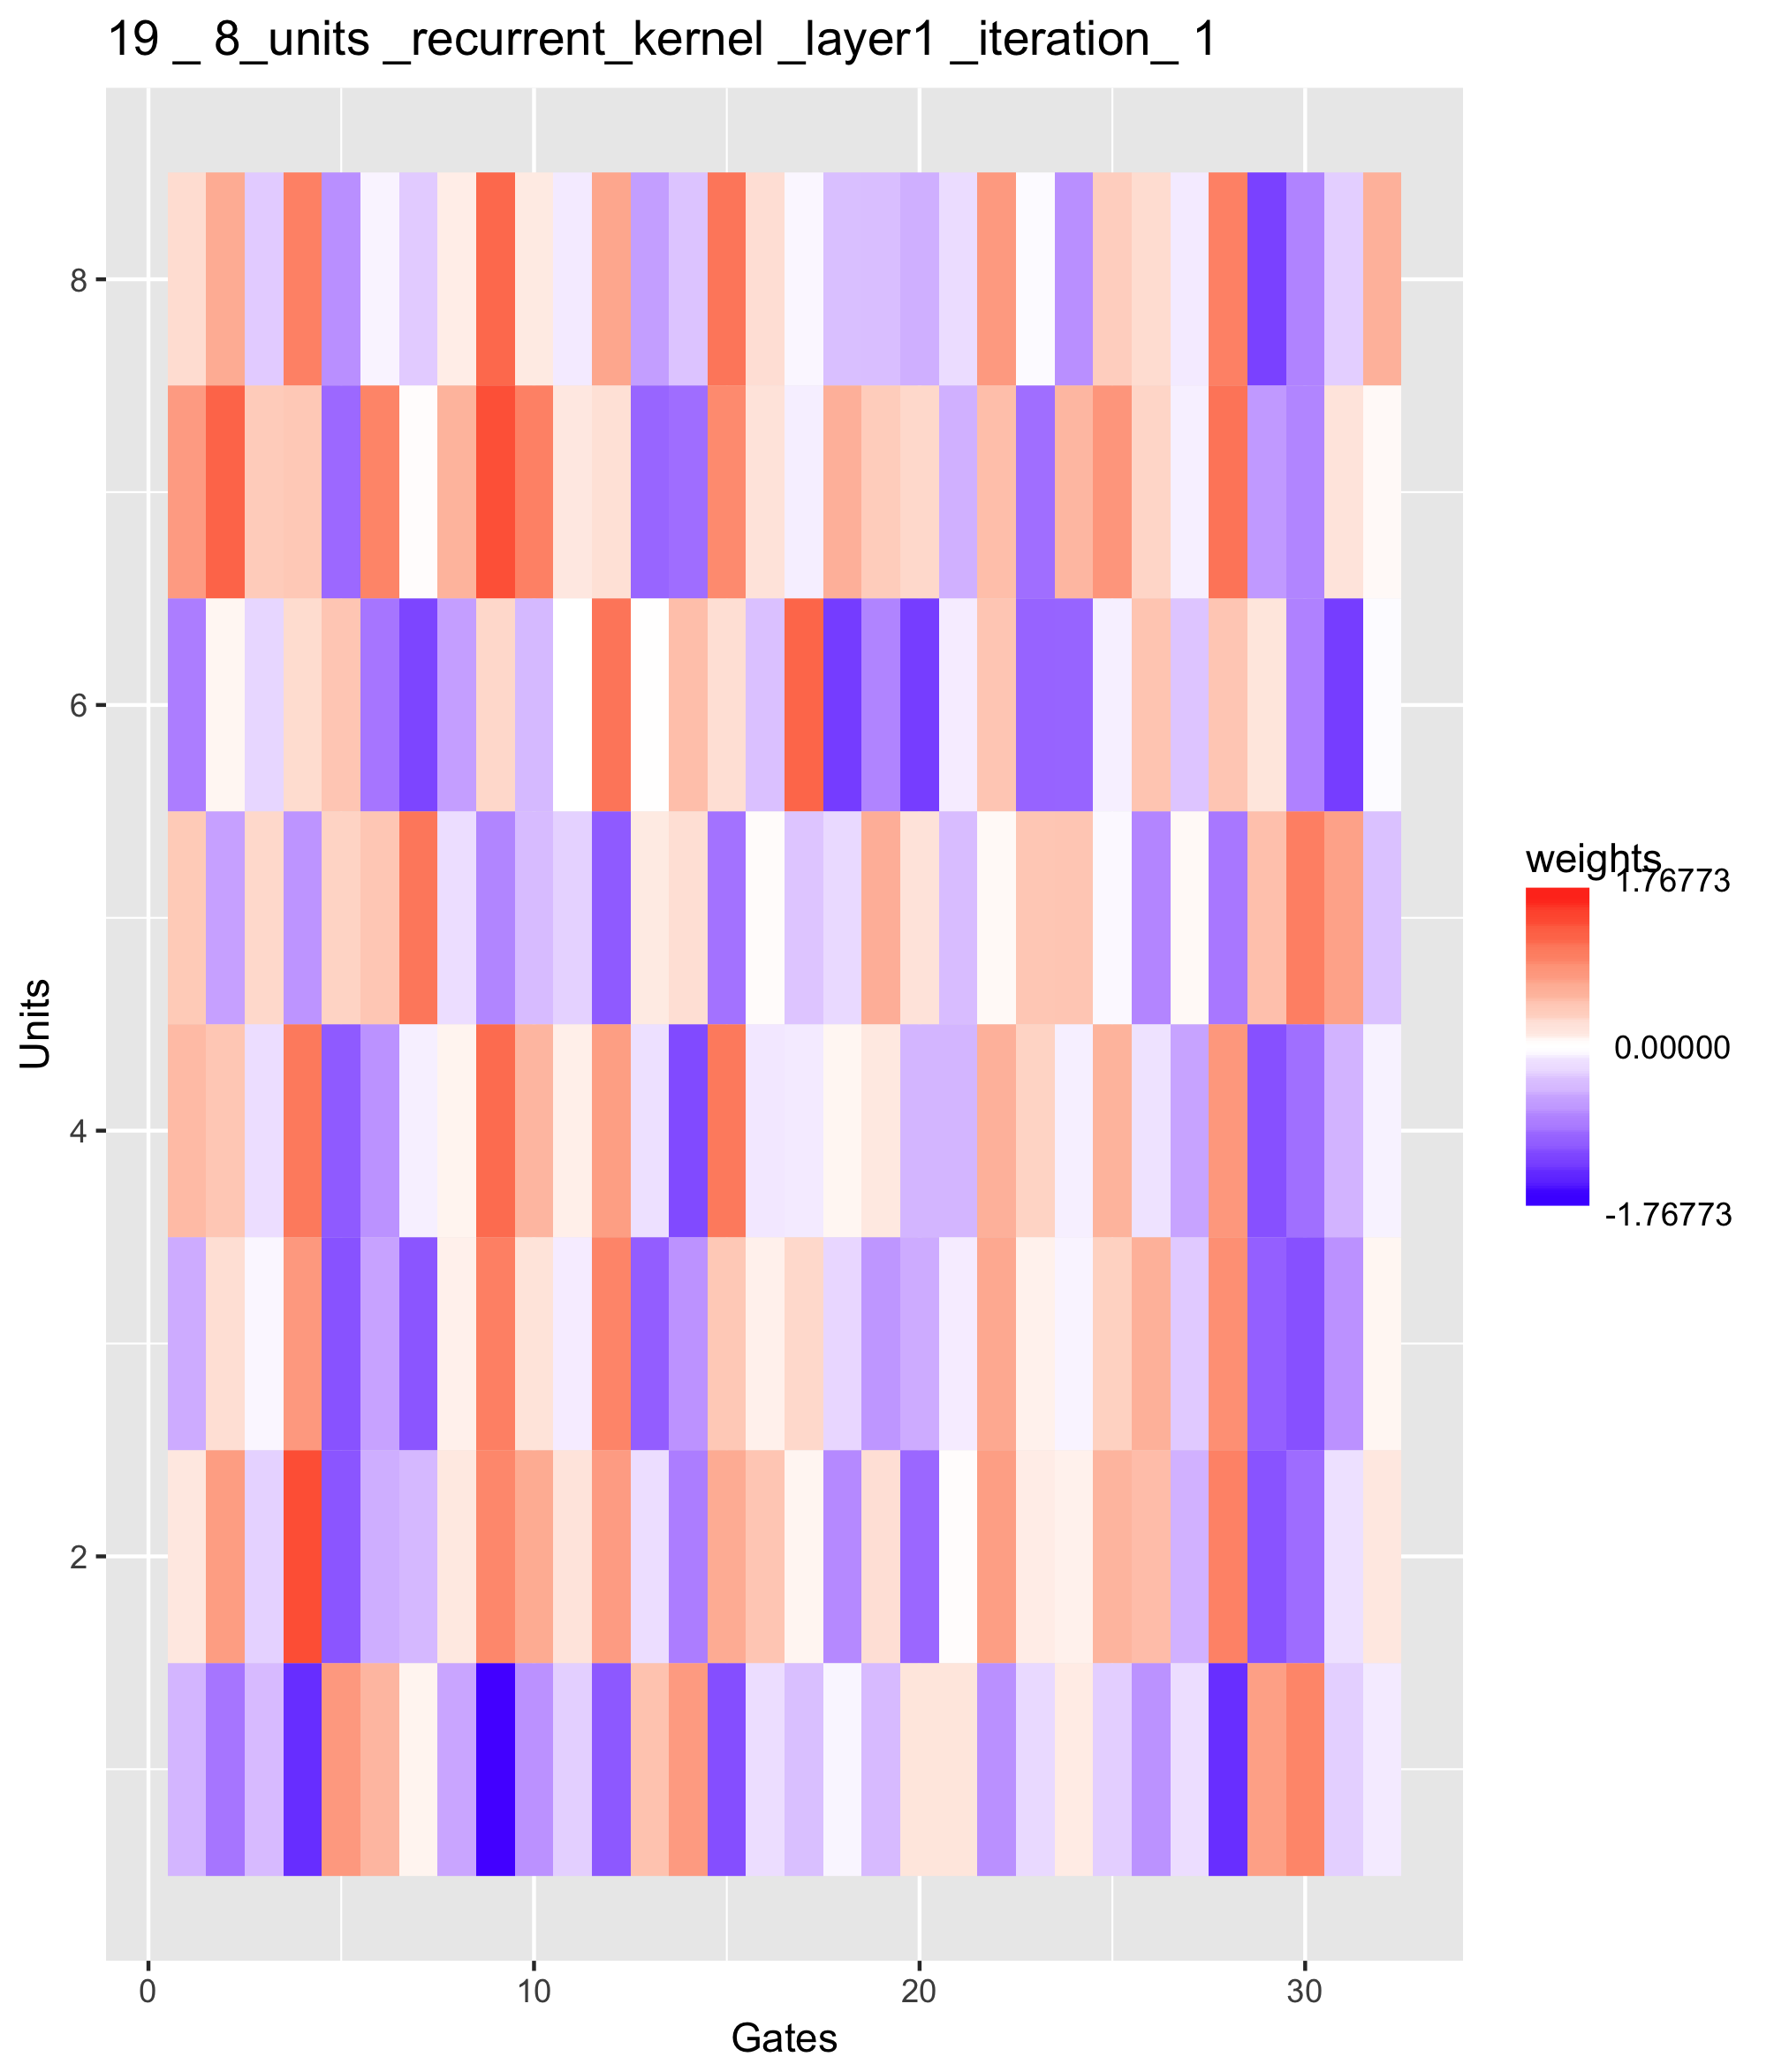 19 _ 8_units _recurrent_kernel _layer1 _iteration_ 1
8
6
4
2
Units
0 10 20 30
Gates
weights
1.76773
0.00000
-1.76773